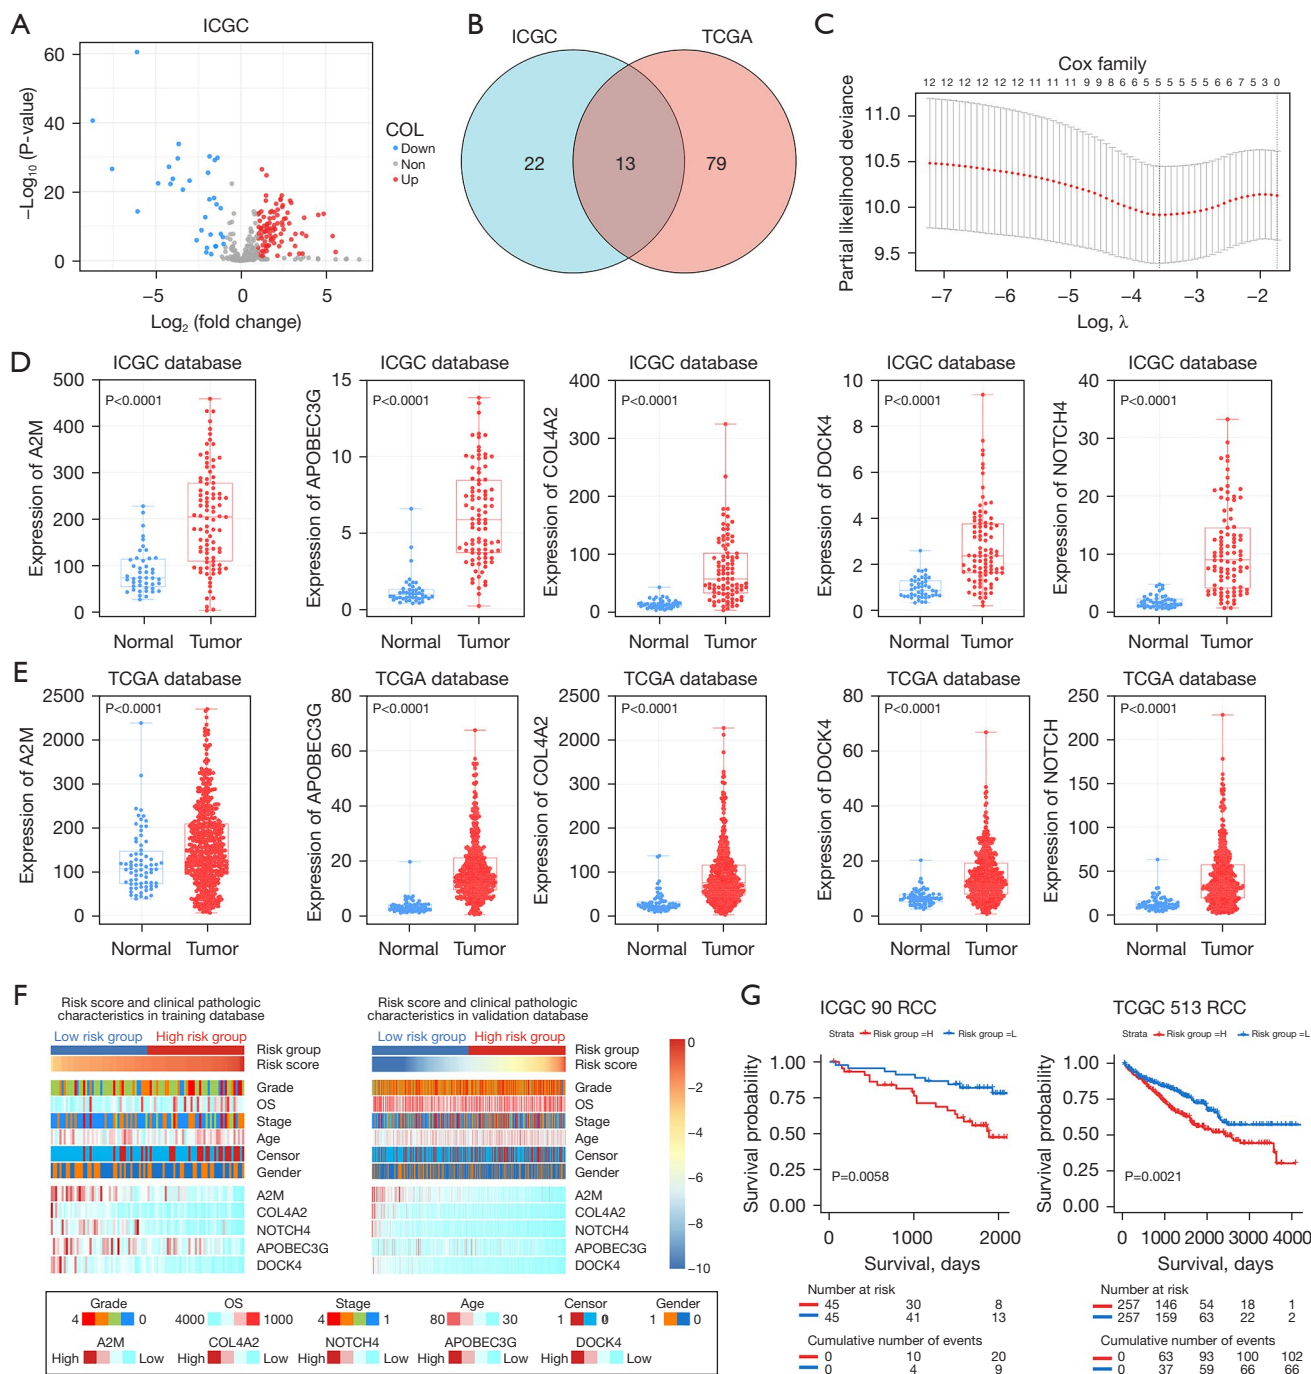 A
ICGC
60
40
20
0
−5 0 5
−Log10 (P-value)
Log2 (fold change)
COL
Down
Non
Up
B
ICGC TCGA
22 13 79
C
Cox family
12 12 12 12 12 11 11 11 9 9 8 6 6 5 5 5 5 5 6 6 7 5 3 0
11.0
10.5
10.0
9.5
−7 −6 −5 −4 −3 −2
Partial likelihood deviance
Log, λ
D
ICGC database
P<0.0001
Expression of A2M
500
400
300
200
100
0
Normal Tumor
ICGC database
P<0.0001
Expression of APOBEC3G
15
10
5
0
Normal Tumor
ICGC database
P<0.0001
Expression of COL4A2
400
300
200
100
0
Normal Tumor
ICGC database
P<0.0001
Expression of DOCK4
10
8
6
4
2
0
Normal Tumor
ICGC database
P<0.0001
Expression of NOTCH4
40
30
20
10
0
Normal Tumor
E
TCGA database
P<0.0001
Expression of A2M
2500
2000
300
200
100
0
Normal Tumor
TCGA database
P<0.0001
Expression of APOBEC3G
80
60
40
20
0
Normal Tumor
TCGA database
P<0.0001
Expression of COL4A2
2500
2000
300
200
100
0
Normal Tumor
TCGA database
P<0.0001
Expression of DOCK4
80
60
40
20
0
Normal Tumor
TCGA database
P<0.0001
Expression of NOTCH
250
200
150
100
50
0
Normal Tumor
F
Risk score and clinical pathologic
characteristics in training database
Low risk group High risk group
Risk group
Risk score
Grade
OS
Stage
Age
Censor
Gender
A2M
COL4A2
NOTCH4
APOBEC3G
DOCK4
Risk score and clinical pathologic
characteristics in validation database
Low risk group High risk group
Risk group
Risk score
Grade
OS
Stage
Age
Censor
Gender
A2M
COL4A2
NOTCH4
APOBEC3G
DOCK4
0
−2
−4
−6
−8
−10
Grade OS Stage Age Censor Gender
4 0 4000 1000 4 1 80 30 1 1 0
A2M COL4A2 NOTCH4 APOBEC3G DOCK4
High Low High Low High Low High Low High Low
G
ICGC 90 RCC
Strata Risk group =H Risk group =L
Survival probability
1.00
0.75
0.50
0.25
0.00
P=0.0058
0 1000 2000
Survival, days
Number at risk
45 30 8
45 41 13
Cumulative number of events
0 10 20
0 4 9
TCGC 513 RCC
Strata Risk group =H Risk group =L
Survival probability
1.00
0.75
0.50
0.25
0.00
P=0.0021
0 1000 2000 3000 4000
Survival, days
Number at risk
257 146 54 18 1
257 159 63 22 2
Cumulative number of events
0 63 93 100 102
0 37 59 66 66